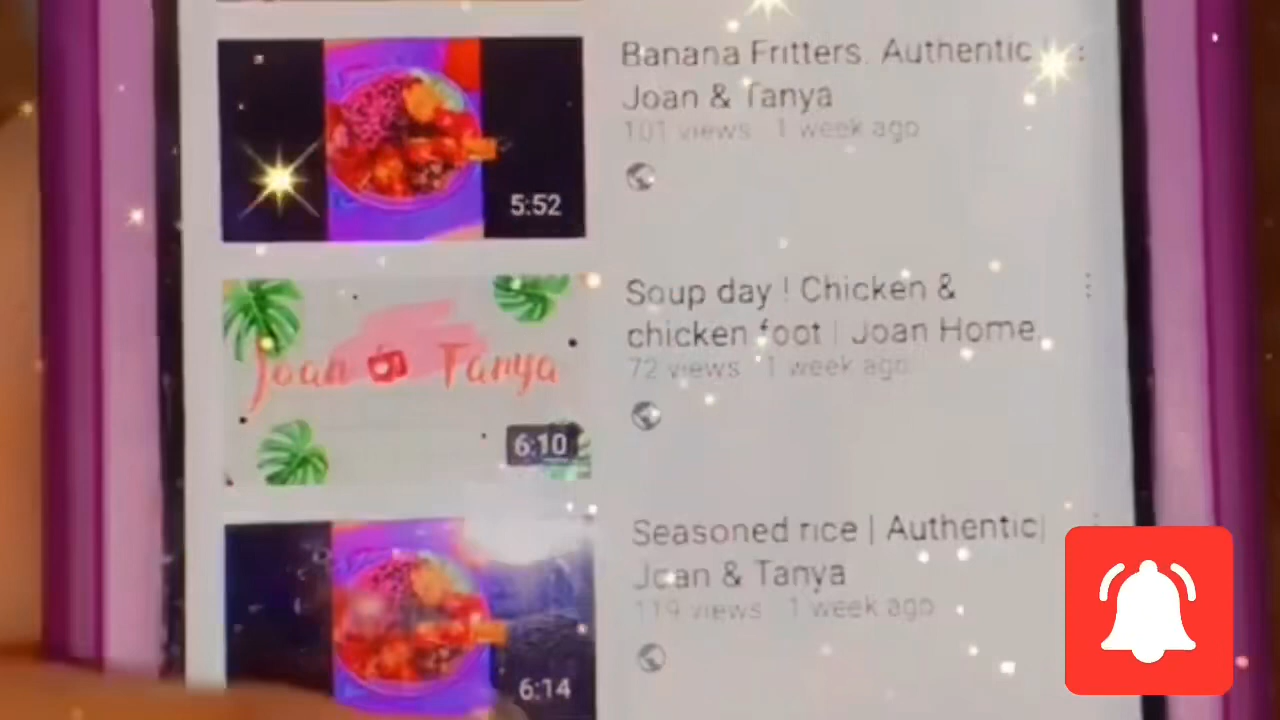 Banana Fritters. Authentic |
Joan & Tanya
101 views 1 week ago
5:52
Soup day ! Chicken &
chicken foot | Joan Home
72 views 1 week ago
Joan Tanya
6:10
Seasoned rice | Authentic|
Joan & Tanya
119 views 1 week ago
6:14